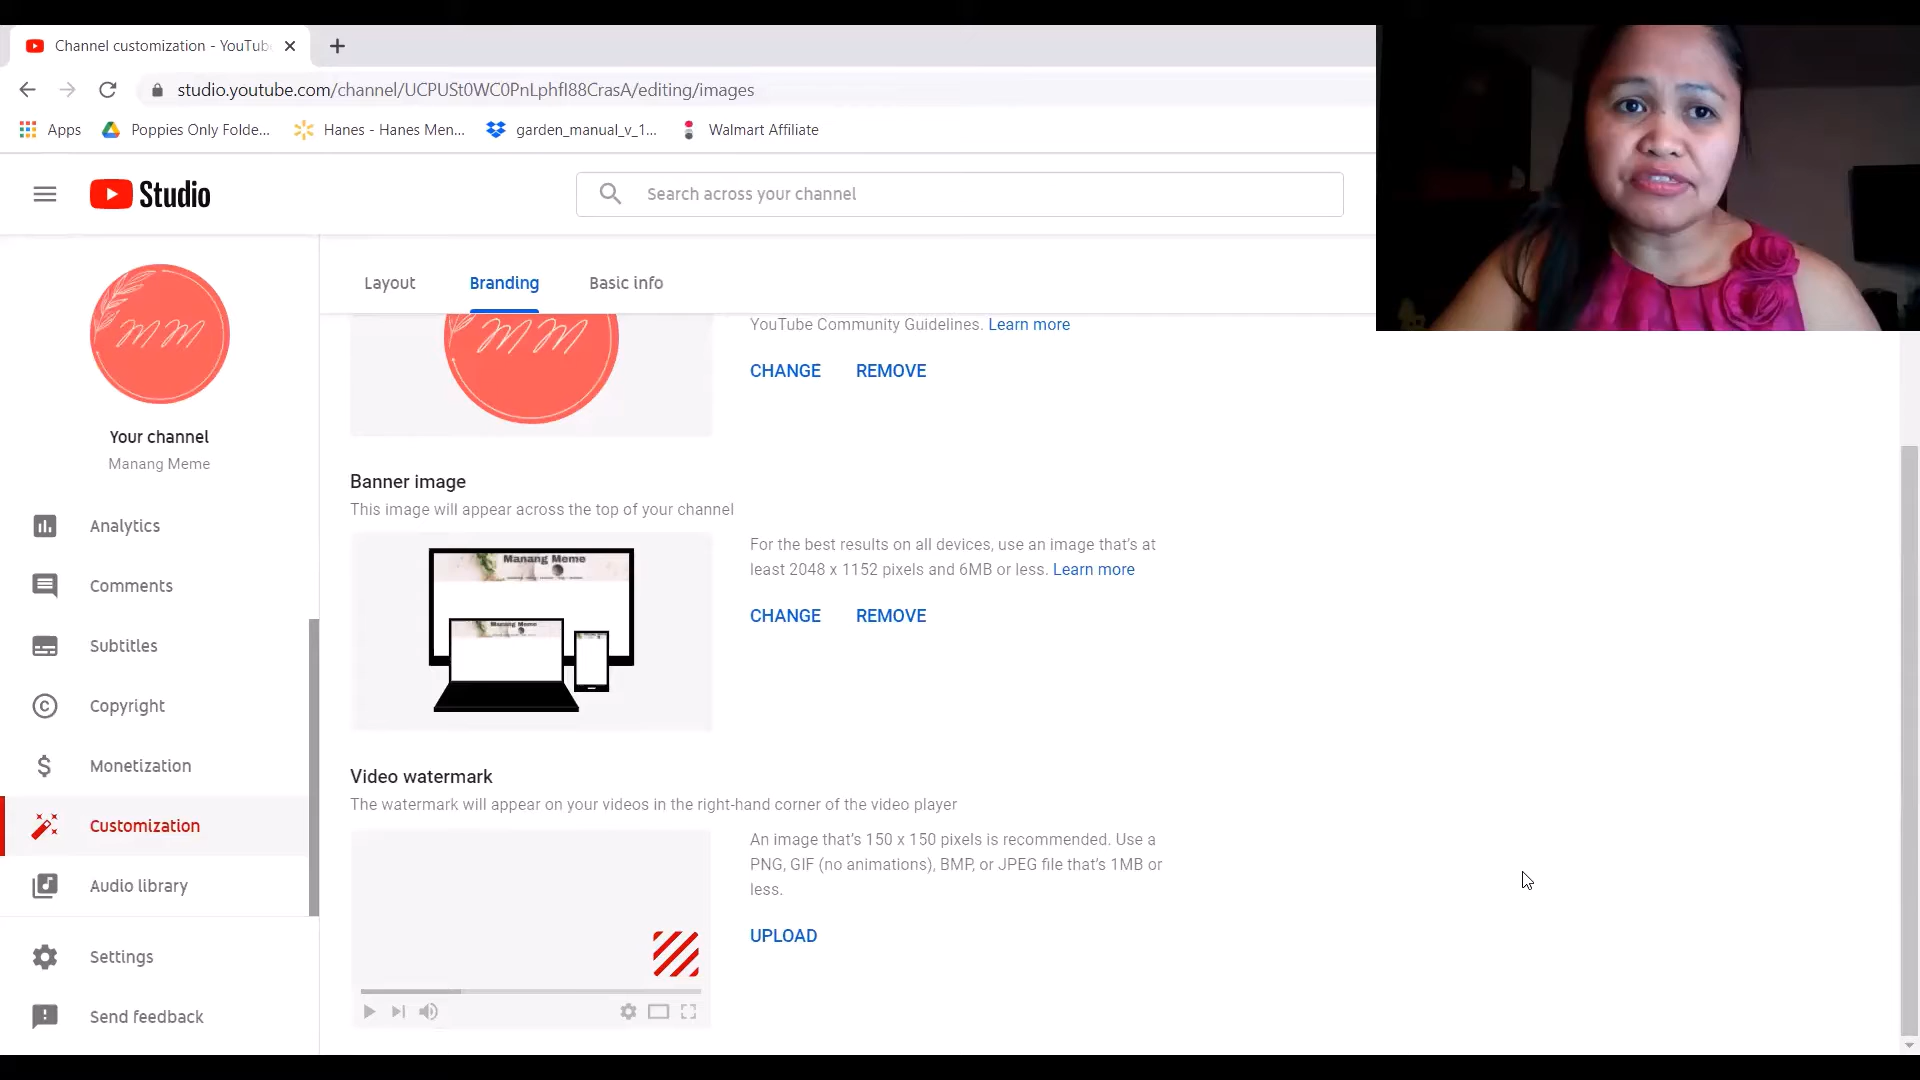 Channel customization - YouTub
studio.youtube.com/channel/UCPUSt0WC0PnLphfI88CrasA/editing/images
Apps
Poppies Only Folde...
Hanes - Hanes Men...
garden_manual_v_1...
Walmart Affiliate
Studio
Search across your channel
MM
Your channel
Manang Meme
Analytics
Comments
Subtitles
Copyright
Monetization
Customization
Audio library
Settings
Send feedback
Layout
Branding
Basic info
MM
YouTube Community Guidelines. Learn more
CHANGE
REMOVE
Banner image
This image will appear across the top of your channel
Manang Meme
Manang Meme
For the best results on all devices, use an image that's at
least 2048 x 1152 pixels and 6MB or less. Learn more
CHANGE
REMOVE
Video watermark
The watermark will appear on your videos in the right-hand corner of the video player
An image that's 150 x 150 pixels is recommended. Use a
PNG, GIF (no animations), BMP, or JPEG file that's 1MB or
less.
UPLOAD